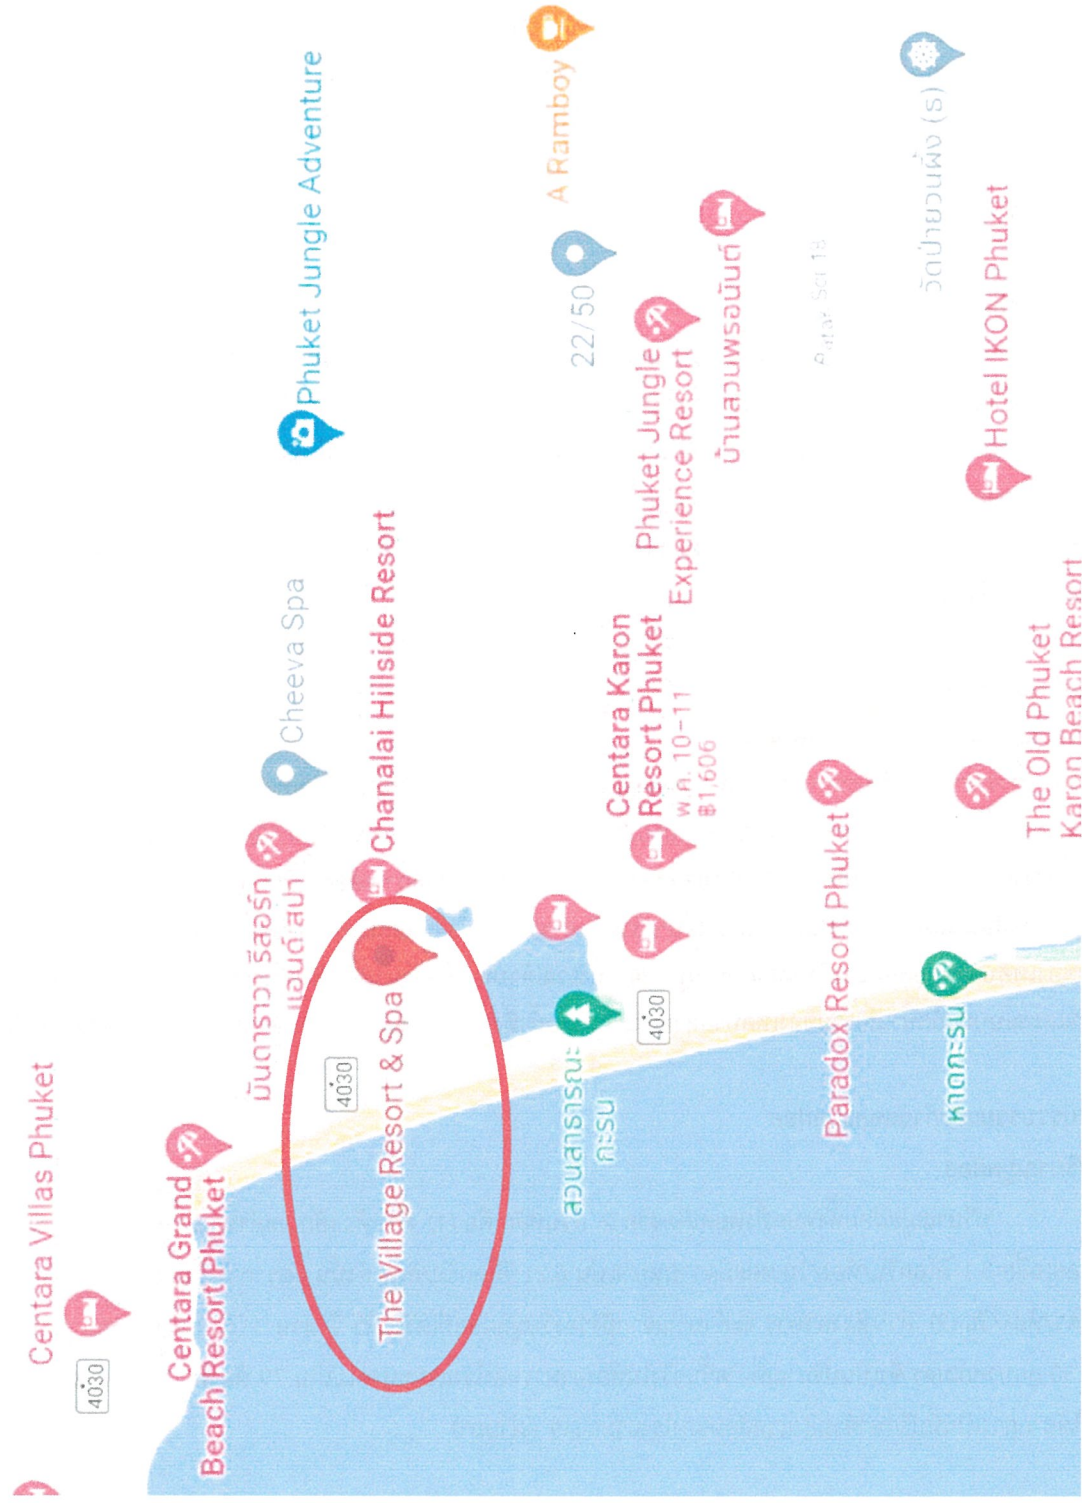 Centara Villas Phuket
4030
Centara Grand
Beach Resort Phuket
มันดาราวา รีสอร์ท
แอนด์ สปา
Cheeva Spa
Phuket Jungle Adventure
4030
The Village Resort & Spa
Chanalai Hillside Resort
A Ramboy
22/50
สวนสาธารณะ
กะรน
4030
Centara Karon
Resort Phuket
พ.ค. 10-11
฿1,606
Phuket Jungle
Experience Resort
บ้านสวนพรอนันต์
Patak Soi 18
Paradox Resort Phuket
หาดกะรน
วัดป่ายวนผึ้ง (ร)
Hotel IKON Phuket
The Old Phuket
Karon Beach Resort